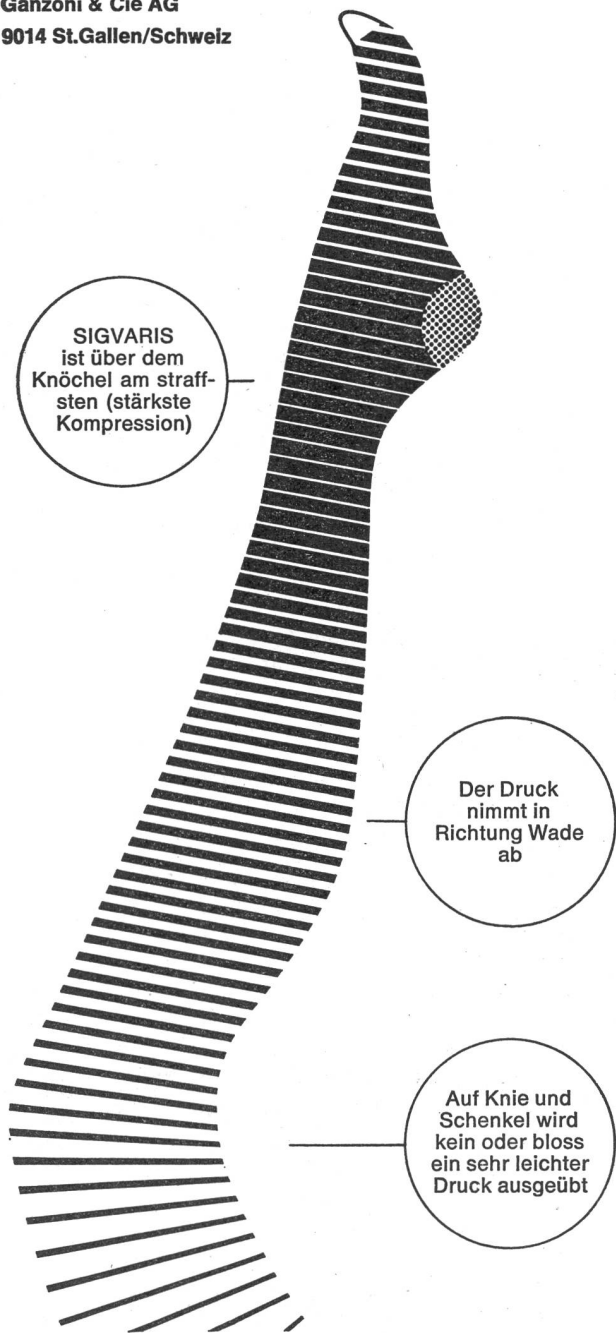 Ganzoni & Cie AG
9014 St.Gallen/Schweiz
SIGVARIS
ist über dem
Knöchel am straff-
sten (stärkste
Kompression)
Der Druck
nimmt in
Richtung Wade
ab
Auf Knie und
Schenkel wird
kein oder bloss
ein sehr leichter
Druck ausgeübt